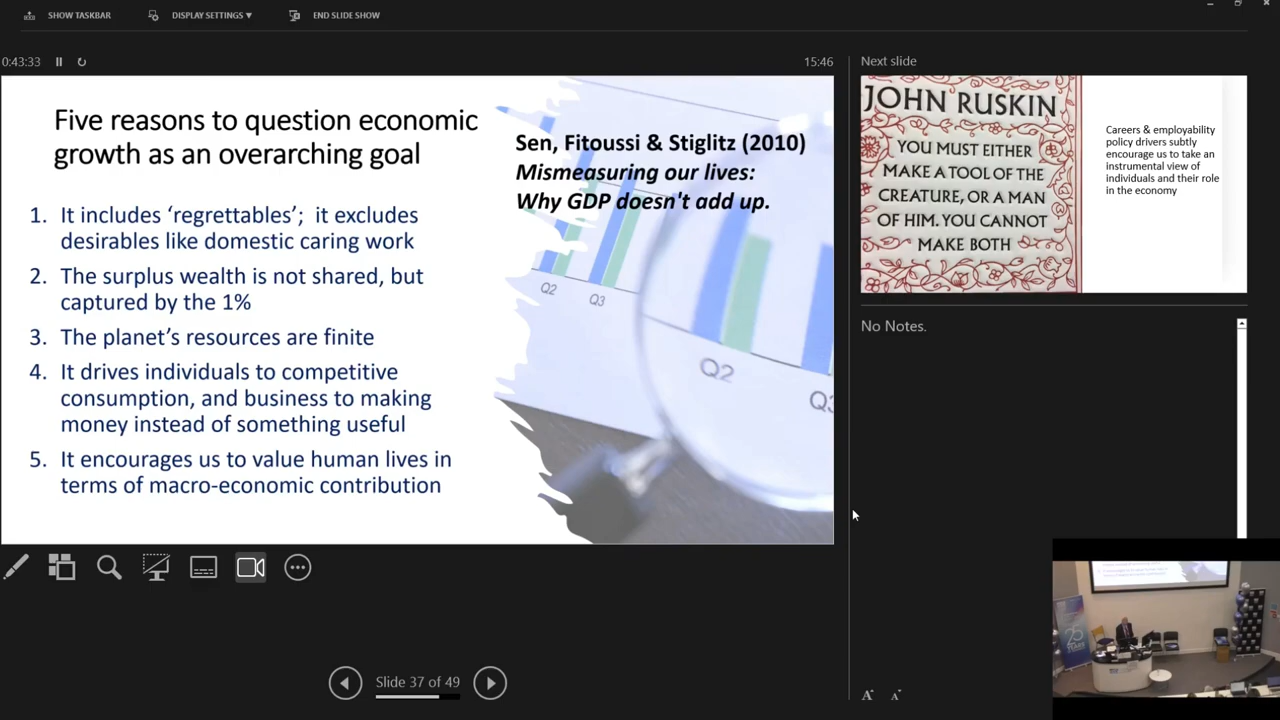 SHOW TASKBAR
DISPLAY SETTINGS ▼
END SLIDE SHOW
0:43:33
15:46
Five reasons to question economic
growth as an overarching goal
1. It includes ‘regrettables’;  it excludes
desirables like domestic caring work
2. The surplus wealth is not shared, but
captured by the 1%
3. The planet’s resources are finite
4. It drives individuals to competitive
consumption, and business to making
money instead of something useful
5. It encourages us to value human lives in
terms of macro-economic contribution
Sen, Fitoussi & Stiglitz (2010)
Mismeasuring our lives:
Why GDP doesn't add up.
Q2
Q3
Q2
Q3
Slide 37 of 49
Next slide
JOHN RUSKIN
YOU MUST EITHER
MAKE A TOOL OF THE
CREATURE, OR A MAN
OF HIM. YOU CANNOT
MAKE BOTH
Careers & employability
policy drivers subtly
encourage us to take an
instrumental view of
individuals and their role
in the economy
No Notes.
A
A
25